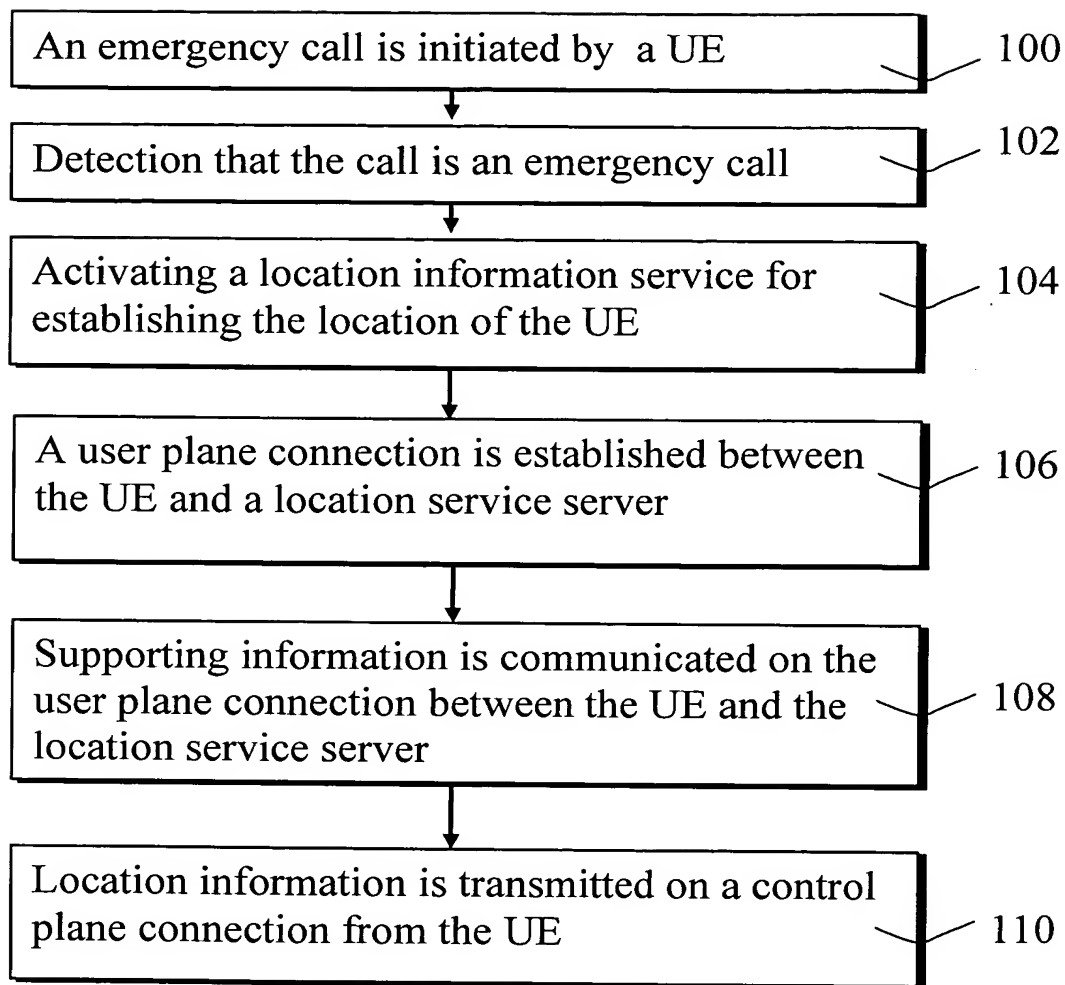 An emergency call is initiated by a UE
100
Detection that the call is an emergency call
102
Activating a location information service for
establishing the location of the UE
104
A user plane connection is established between
the UE and a location service server
106
Supporting information is communicated on the
user plane connection between the UE and the
location service server
108
Location information is transmitted on a control
plane connection from the UE
110